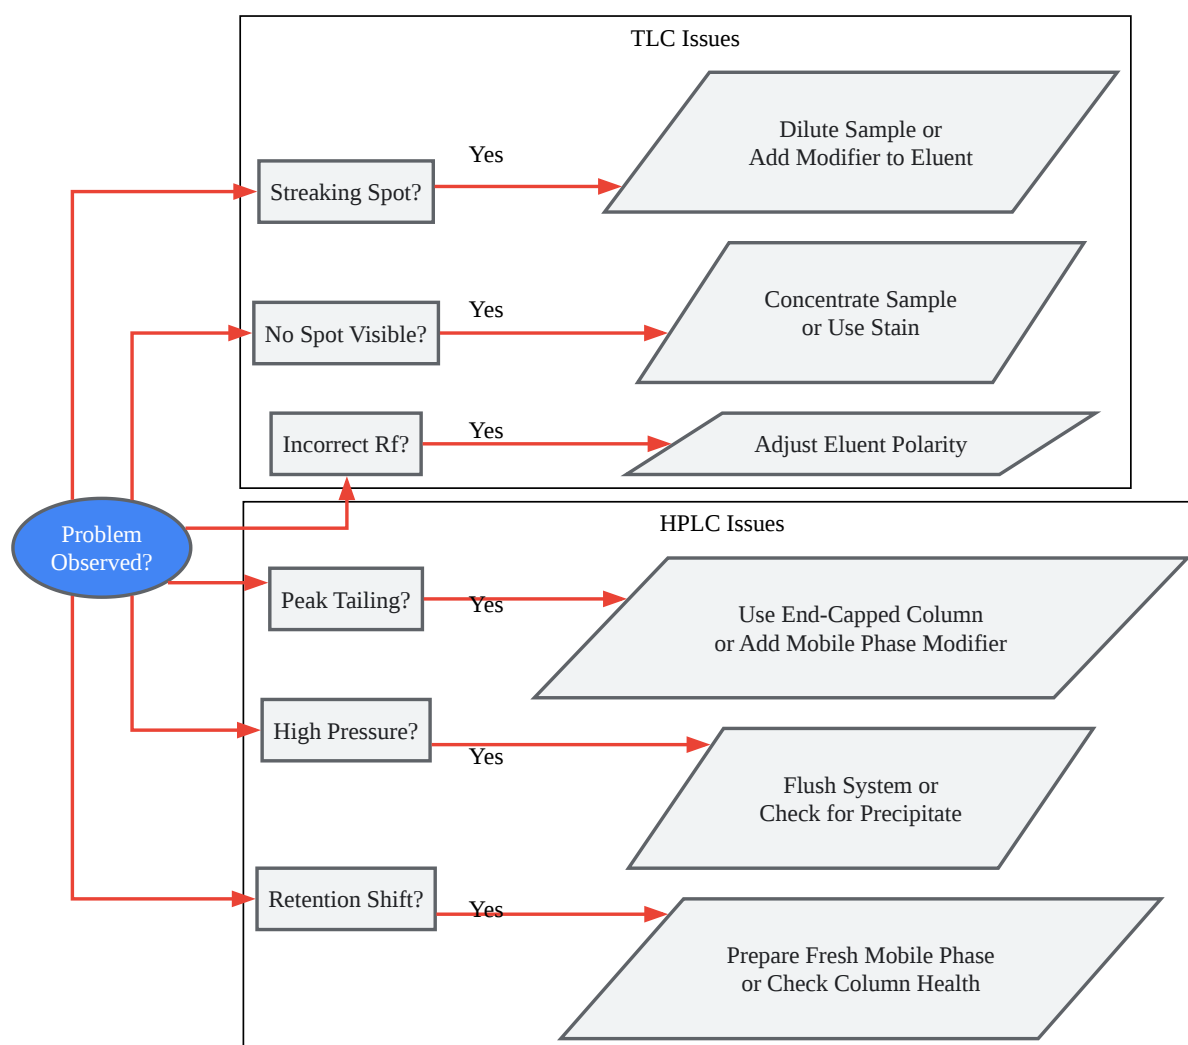 TLC Issues
Dilute Sample or
Add Modifier to Eluent
Yes
Streaking Spot?
Concentrate Sample
or Use Stain
Yes
No Spot Visible?
Yes
Incorrect Rf?
Adjust Eluent Polarity
Problem
Observed?
HPLC Issues
Peak Tailing?
Yes
Use End-Capped Column
or Add Mobile Phase Modifier
High Pressure?
Yes
Flush System or
Check for Precipitate
Retention Shift?
Yes
Prepare Fresh Mobile Phase
or Check Column Health